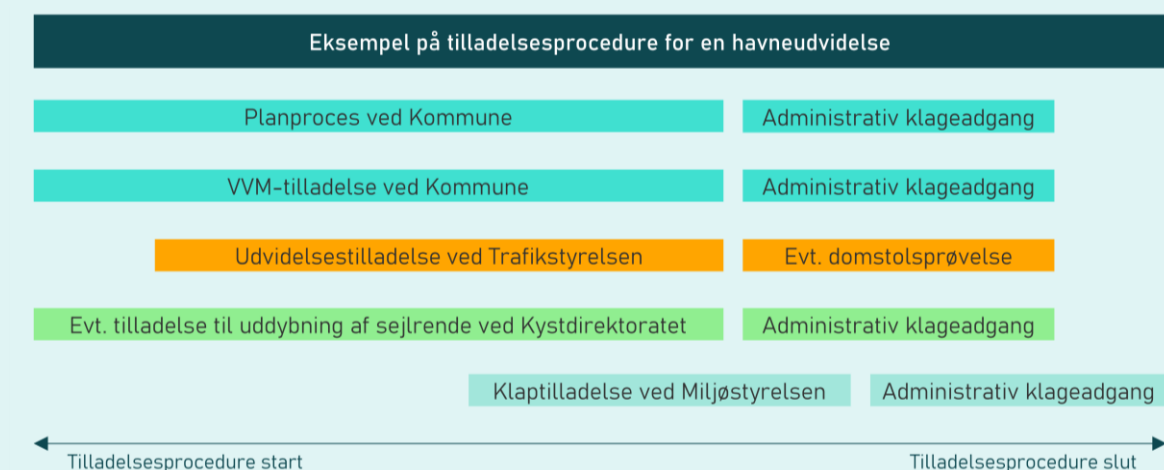 Eksempel på tilladelsesprocedure for en havneudvidelse
Planproces ved Kommune
Administrativ klageadgang
VVM-tilladelse ved Kommune
Administrativ klageadgang
Udvidelsestilladelse ved Trafikstyrelsen
Evt. domstolsprøvelse
Evt. tilladelse til uddybning af sejlrende ved Kystdirektoratet
Administrativ klageadgang
Klaptilladelse ved Miljøstyrelsen
Administrativ klageadgang
Tilladelsesprocedure start
Tilladelsesprocedure slut